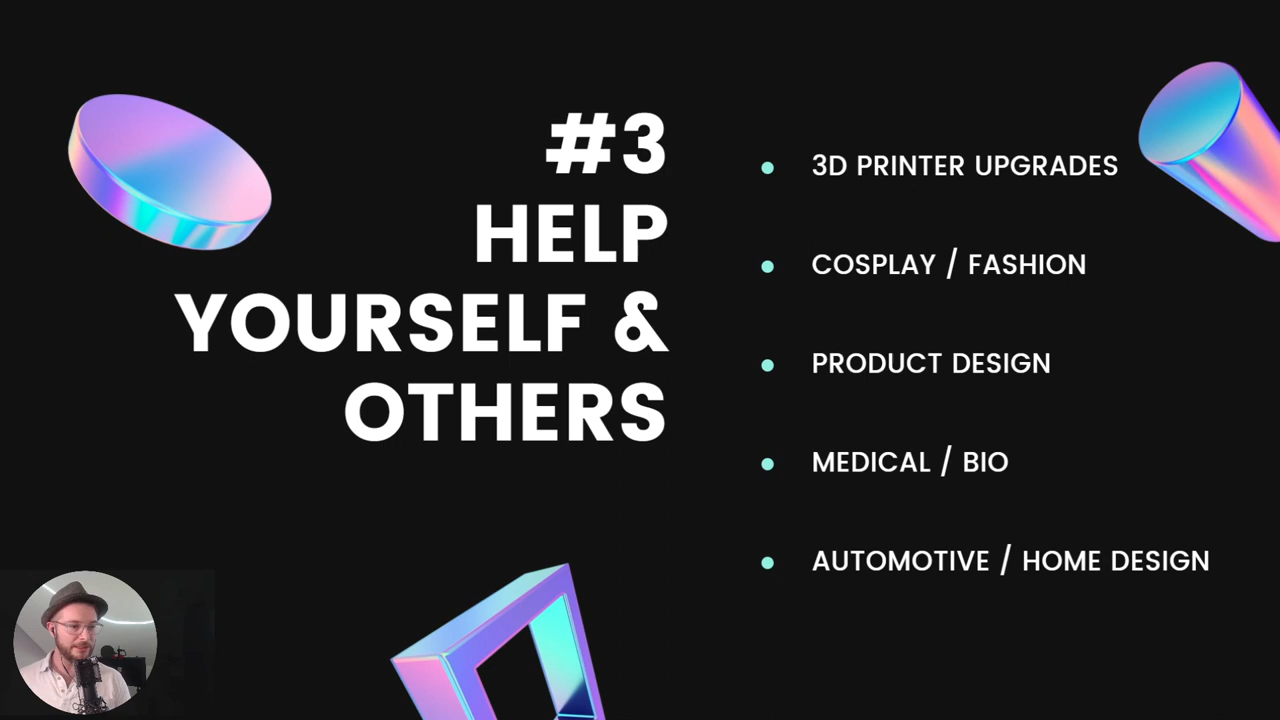 #3
HELP
YOURSELF &
OTHERS
3D PRINTER UPGRADES
COSPLAY / FASHION
PRODUCT DESIGN
MEDICAL / BIO
AUTOMOTIVE / HOME DESIGN